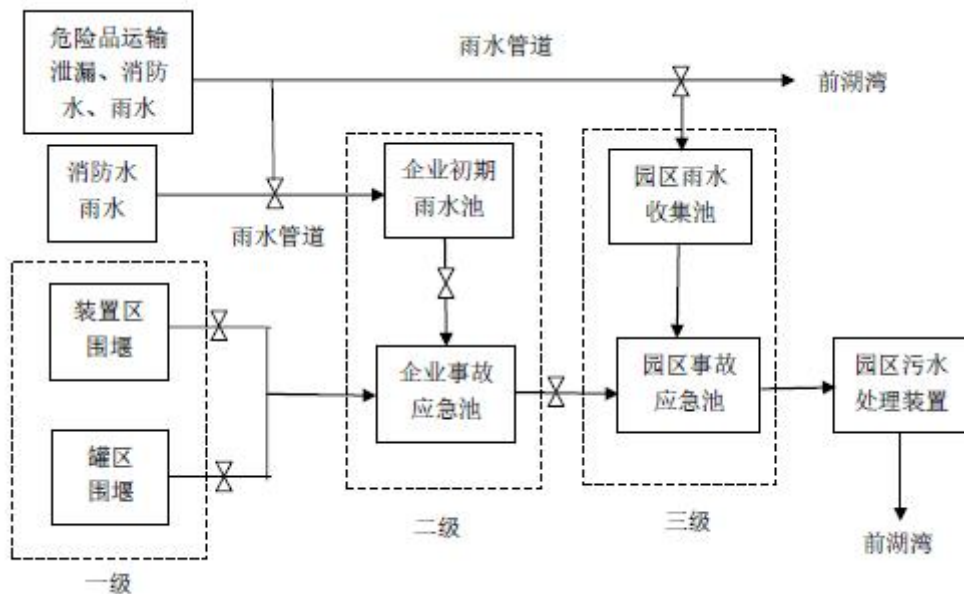 危险品运输
泄漏、消防
水、雨水
雨水管道
前湖湾
消防水
雨水
雨水管道
企业初期
雨水池
园区雨水
收集池
装置区
围堰
企业事故
应急池
园区事故
应急池
园区污水
处理装置
罐区
围堰
一级
二级
三级
前湖湾